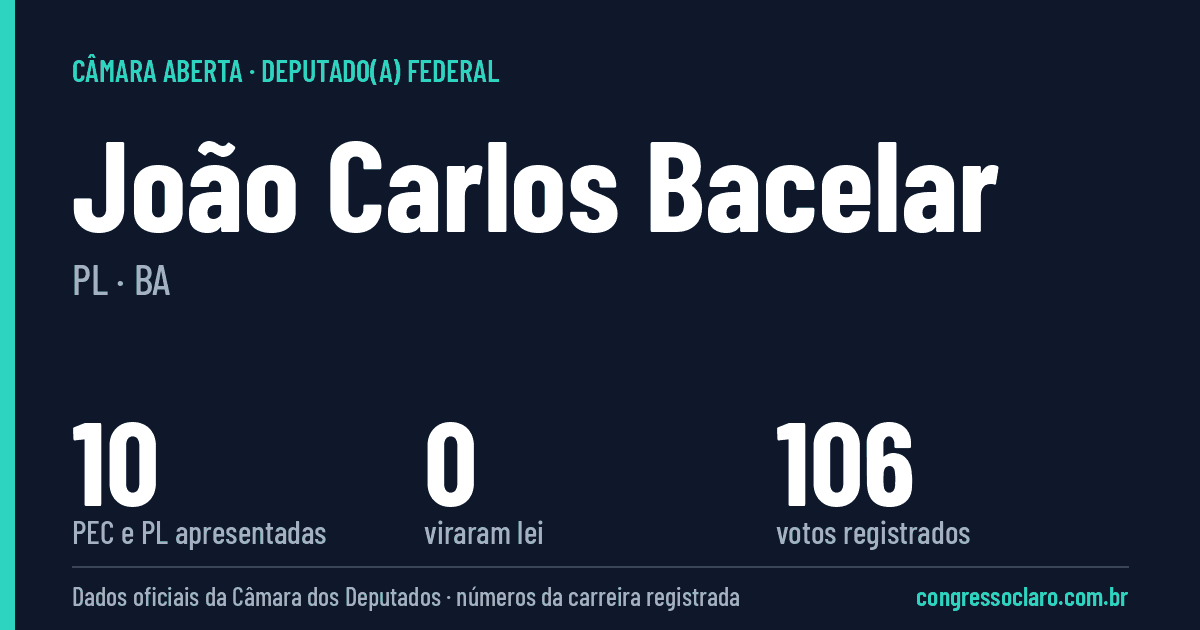 CÂMARA ABERTA · DEPUTADO(A) FEDERAL
João Carlos Bacelar
PL · BA
10 0 106
PEC e PL apresentadas viraram lei votos registrados
Dados oficiais da Câmara dos Deputados · números da carreira registrada congressoclaro.com.br